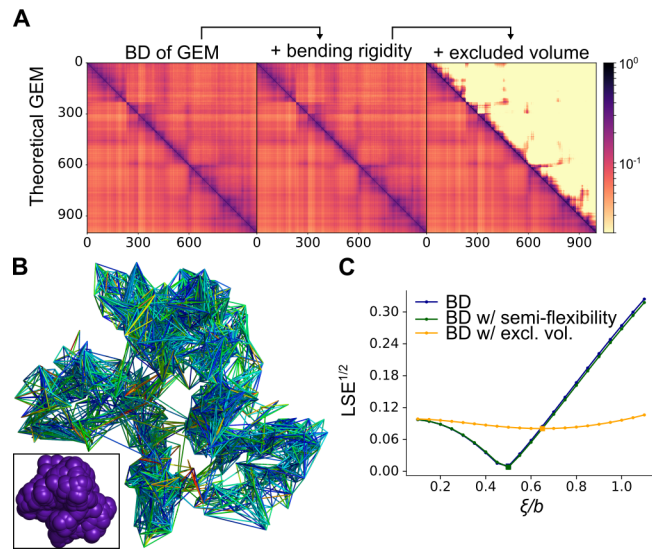 A
BD of GEM + bending rigidity + excluded volume
Theoretical GEM
0
300
600
900
0 300 600 0 300 600 0 300 600 900
10⁰
10⁻¹
B
C
BD
BD w/ semi-flexibility
BD w/ excl. vol.
LSE¹ᐟ²
0.30
0.24
0.18
0.12
0.06
0.00
0.2 0.4 0.6 0.8 1.0
ξ/b